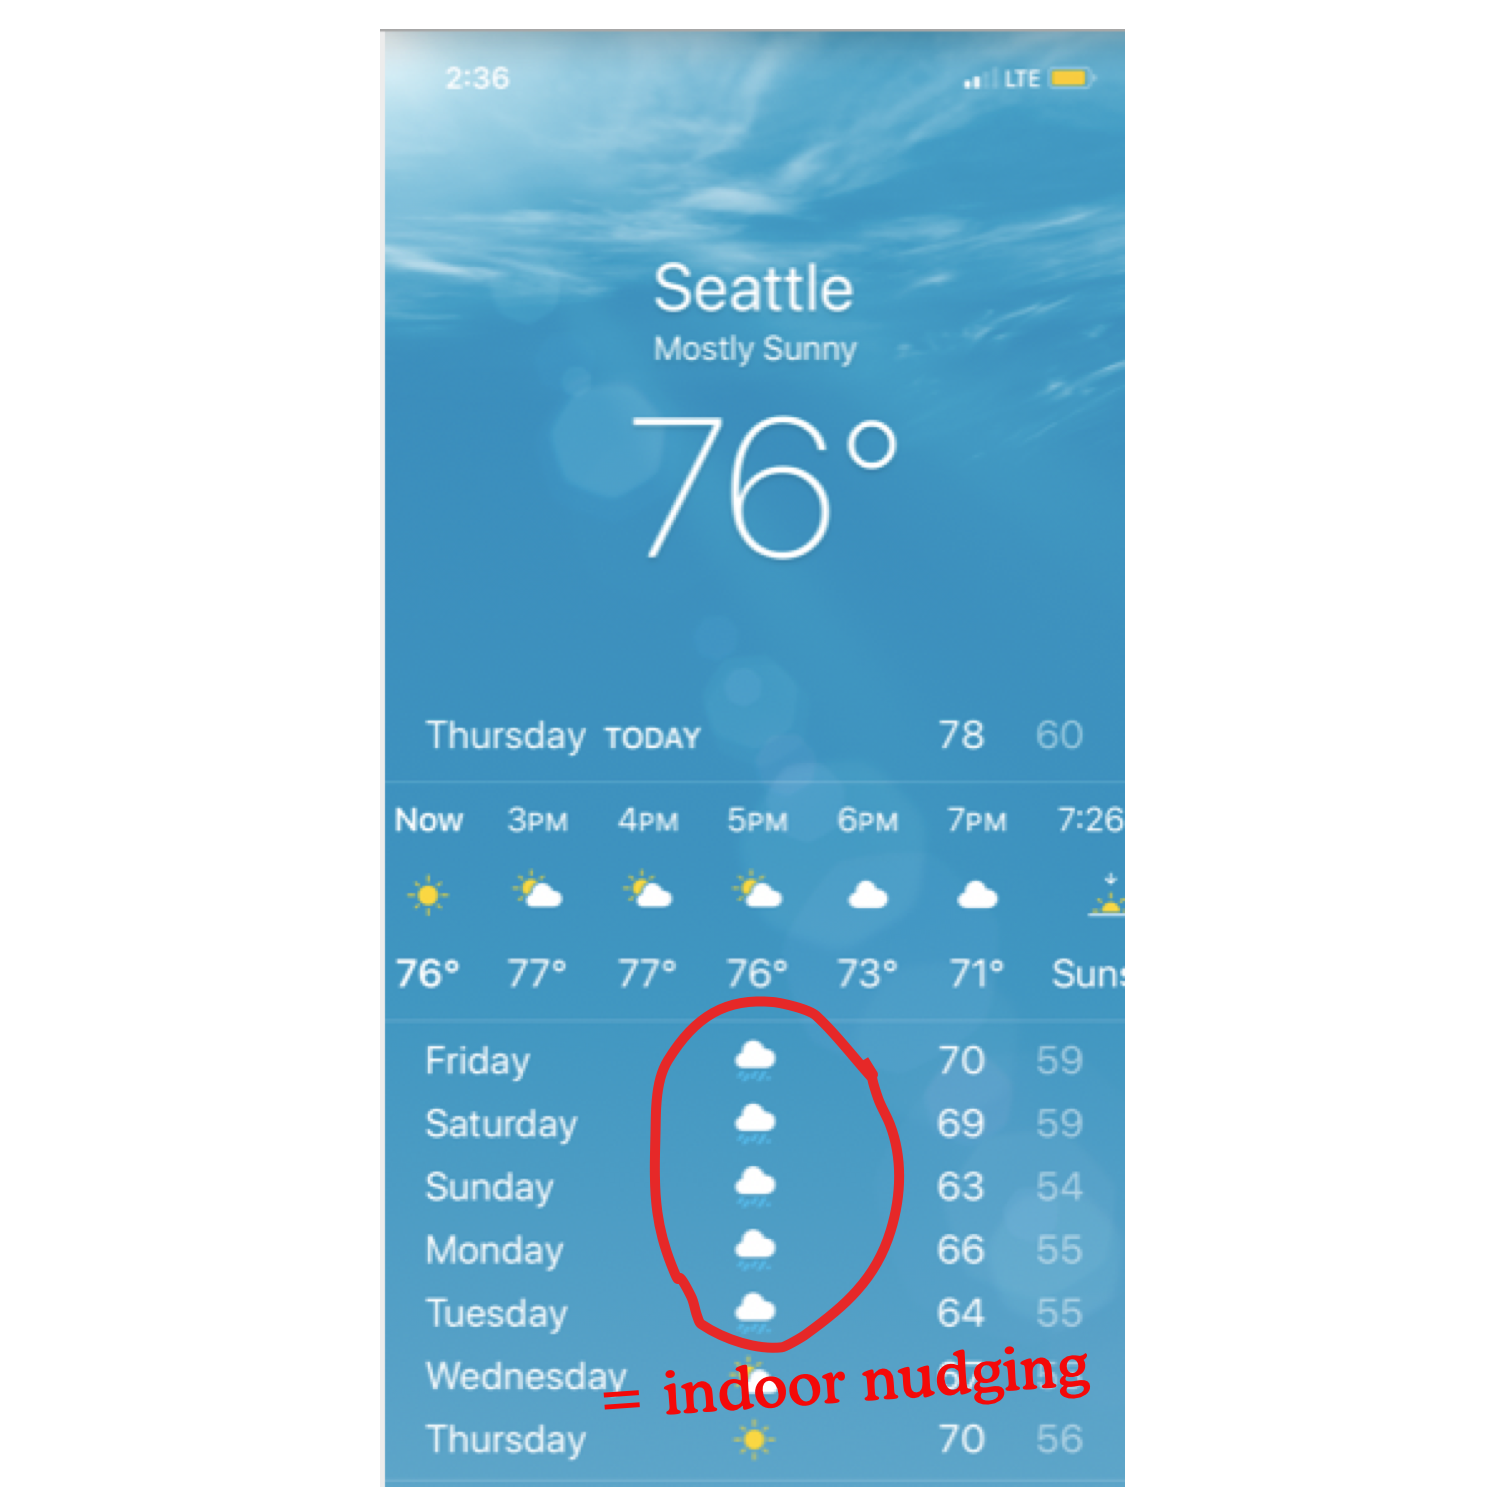 2:36 LTE
Seattle
Mostly Sunny
76°
Thursday TODAY 78 60
Now 3PM 4PM 5PM 6PM 7PM 7:26
76° 77° 77° 76° 73° 71° Suns
Friday 70 59
Saturday 69 59
Sunday 63 54
Monday 66 55
Tuesday 64 55
Wednesday 67
= indoor nudging
Thursday 70 56